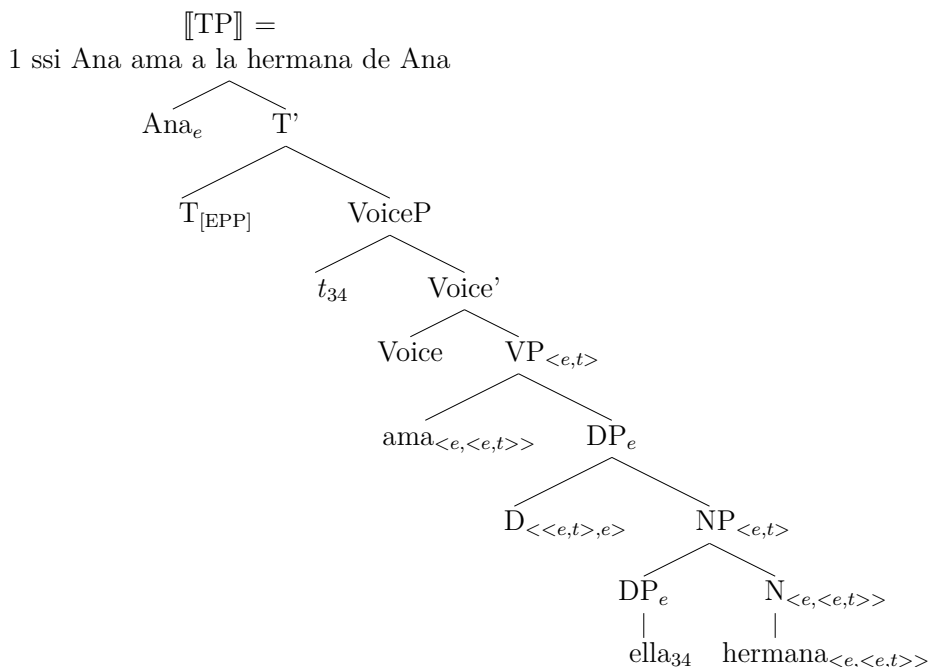 ⟦TP⟧ =
1 ssi Ana ama a la hermana de Ana
Ana_e T’
T_[EPP] VoiceP
t_34 Voice’
Voice VP_<e,t>
ama_<e,<e,t>> DP_e
D_<<e,t>,e> NP_<e,t>
DP_e N_<e,<e,t>>
ella_34 hermana_<e,<e,t>>